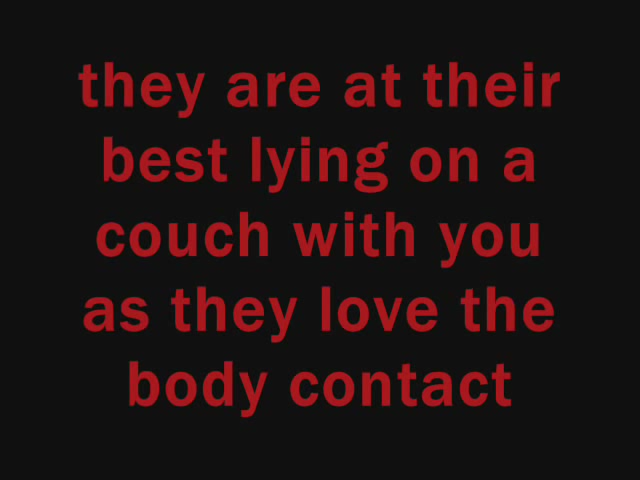 they are at their
best lying on a
couch with you
as they love the
body contact